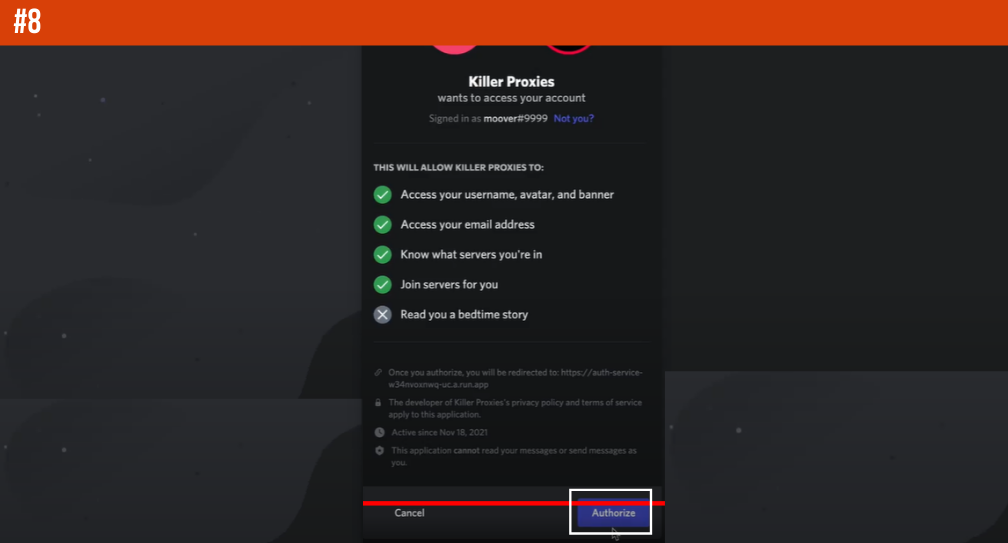 #8
Killer Proxies
wants to access your account
Signed in as moover#9999 Not you?
THIS WILL ALLOW KILLER PROXIES TO:
Access your username, avatar, and banner
Access your email address
Know what servers you're in
Join servers for you
Read you a bedtime story
Once you authorize, you will be redirected to: https://auth-service-
w34nvoxnwq-uc.a.run.app
The developer of Killer Proxies's privacy policy and terms of service
apply to this application.
Active since Nov 18, 2021
This application cannot read your messages or send messages as
you.
Cancel
Authorize